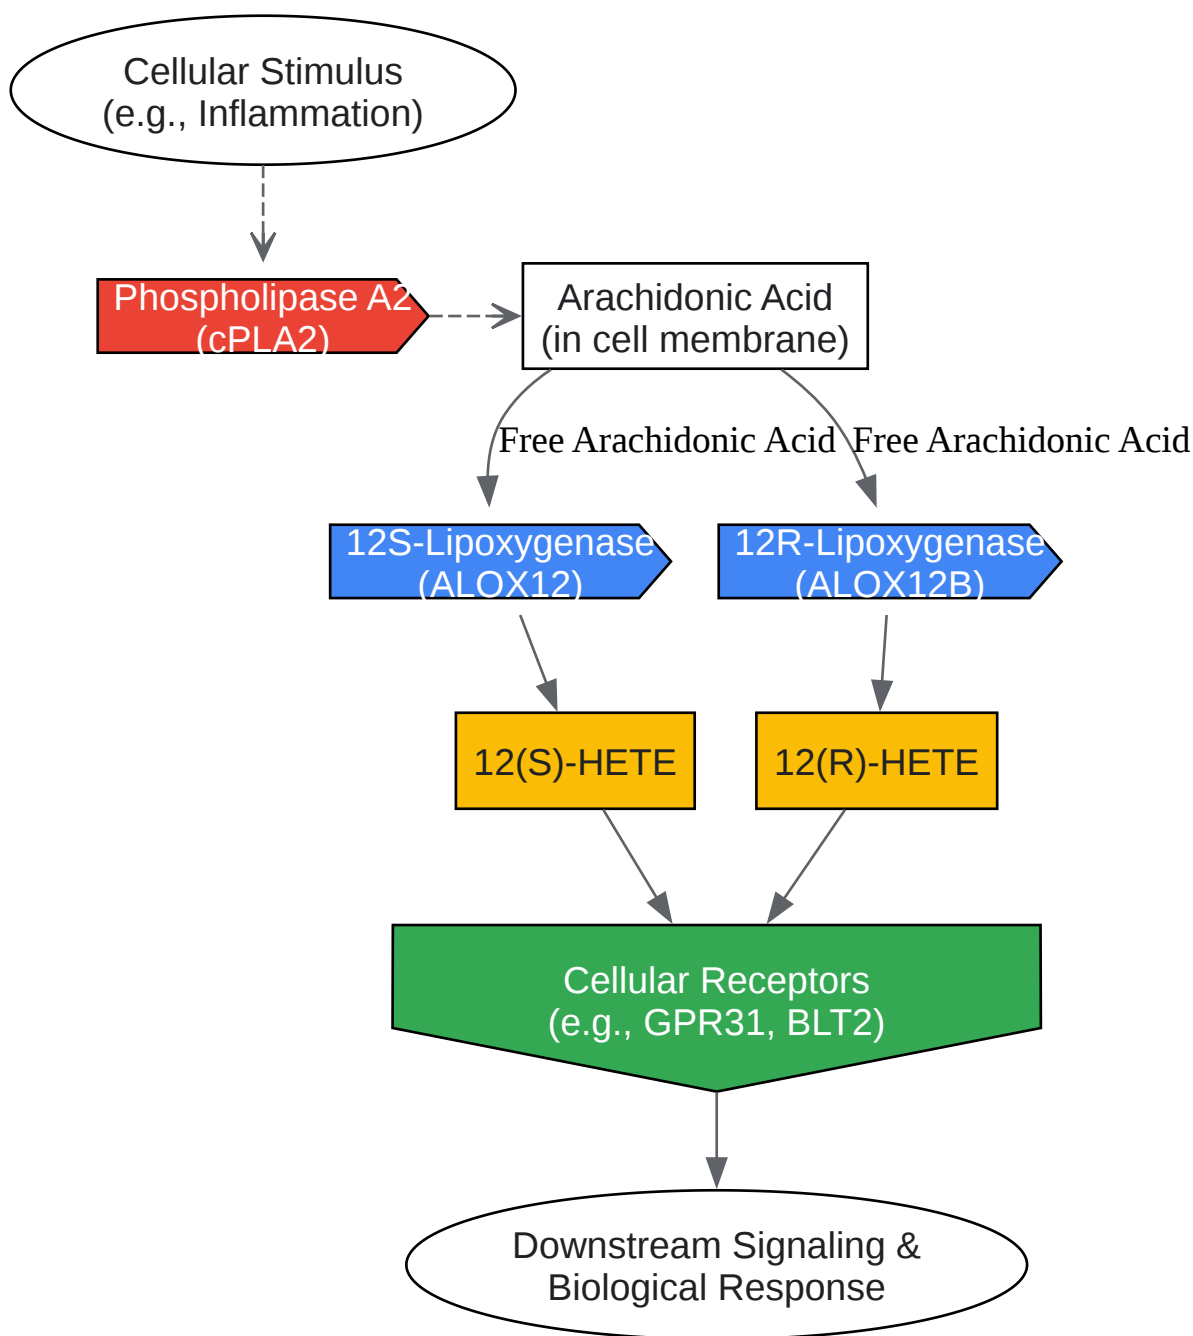 Cellular Stimulus
(e.g., Inflammation)
Phospholipase A2
(cPLA2)
Arachidonic Acid
(in cell membrane)
Free Arachidonic Acid
Free Arachidonic Acid
12S-Lipoxygenase
(ALOX12)
12R-Lipoxygenase
(ALOX12B)
12(S)-HETE
12(R)-HETE
Cellular Receptors
(e.g., GPR31, BLT2)
Downstream Signaling &
Biological Response